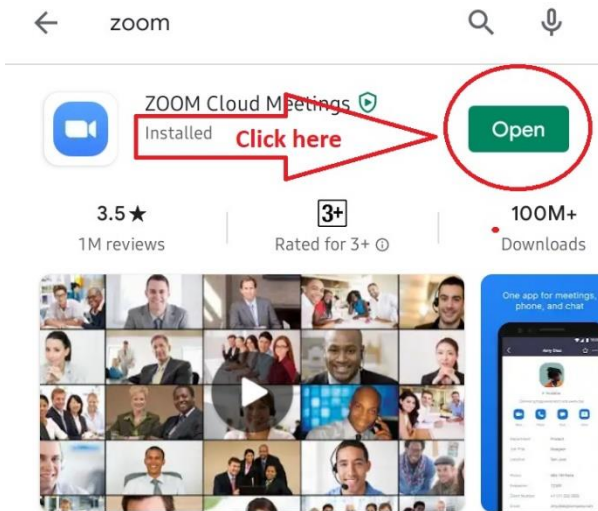 zoom
ZOOM Cloud Meetings
Installed
Click here
Open
3.5★
1M reviews
3+
Rated for 3+
100M+
Downloads
One app for meetings,
phone, and chat